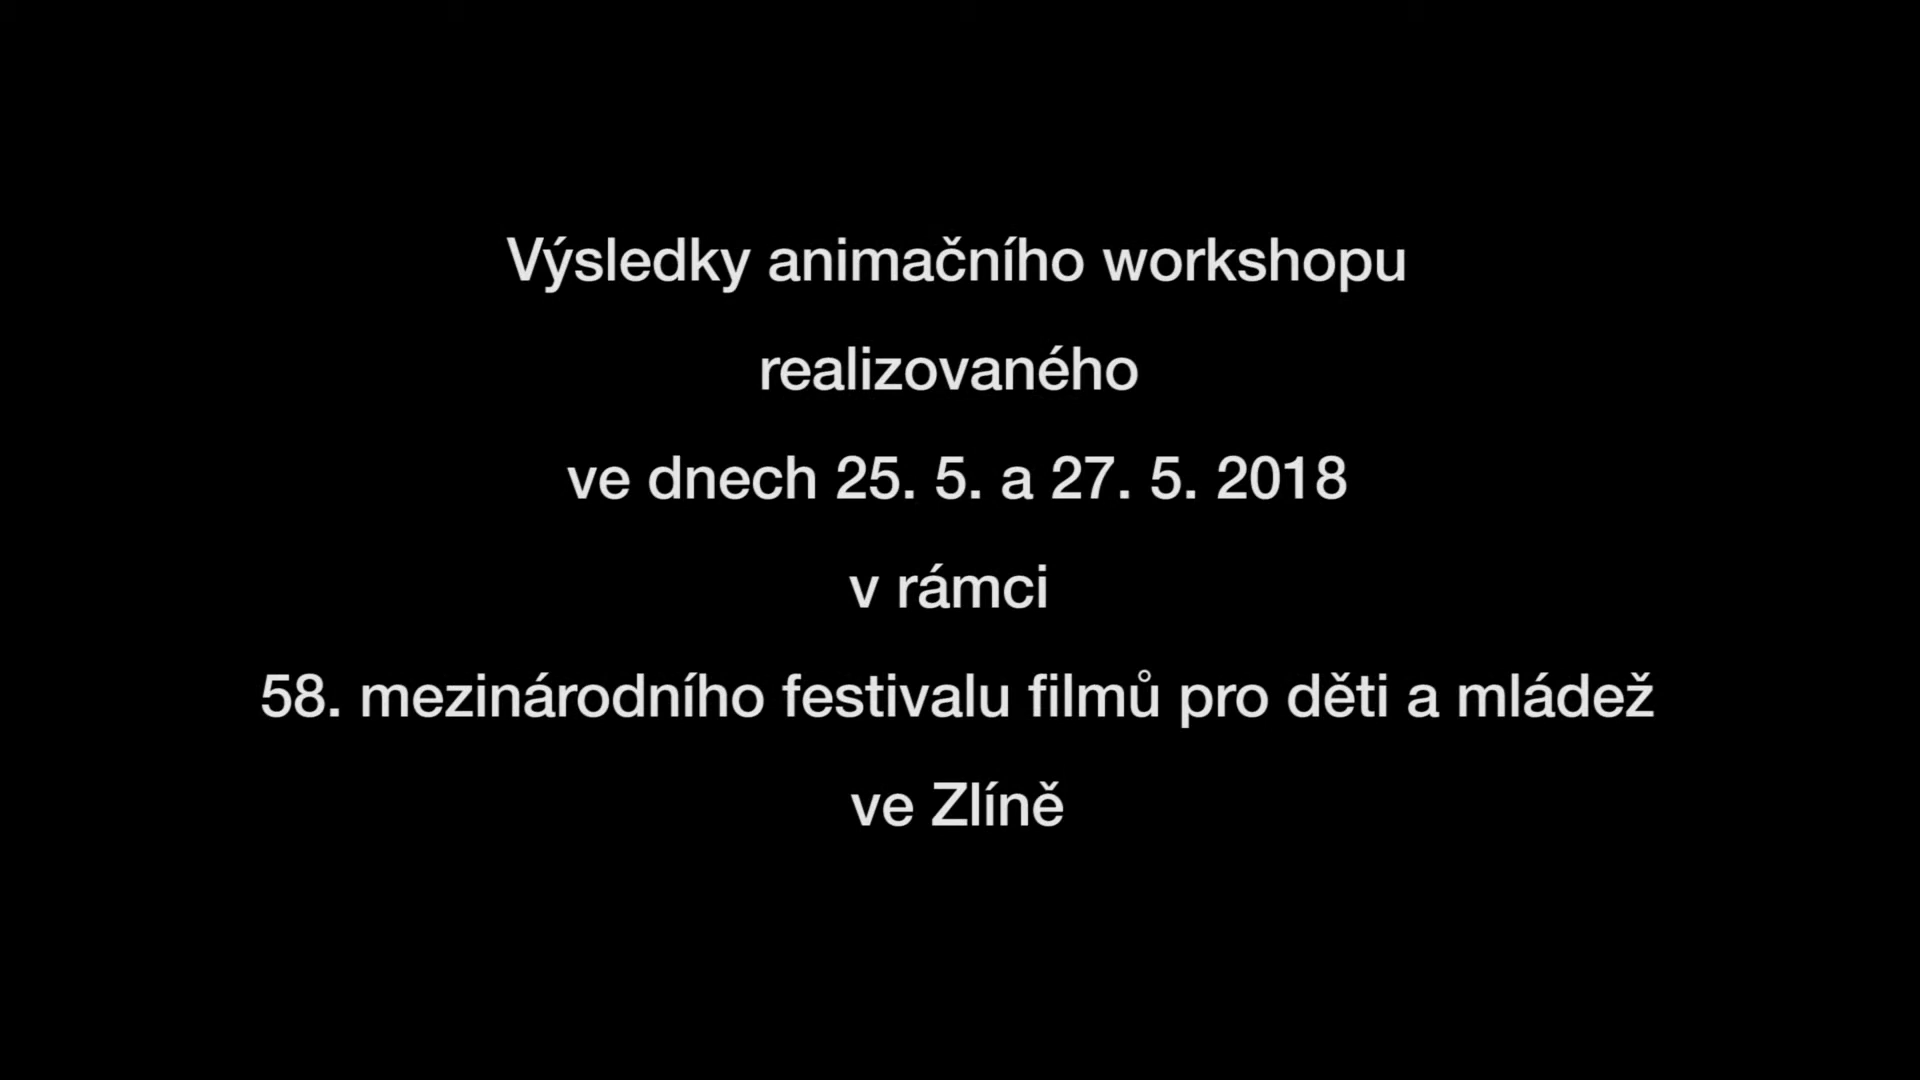 Výsledky animačního workshopu
realizovaného
ve dnech 25. 5. a 27. 5. 2018
v rámci
58. mezinárodního festivalu filmů pro děti a mládež
ve Zlíně